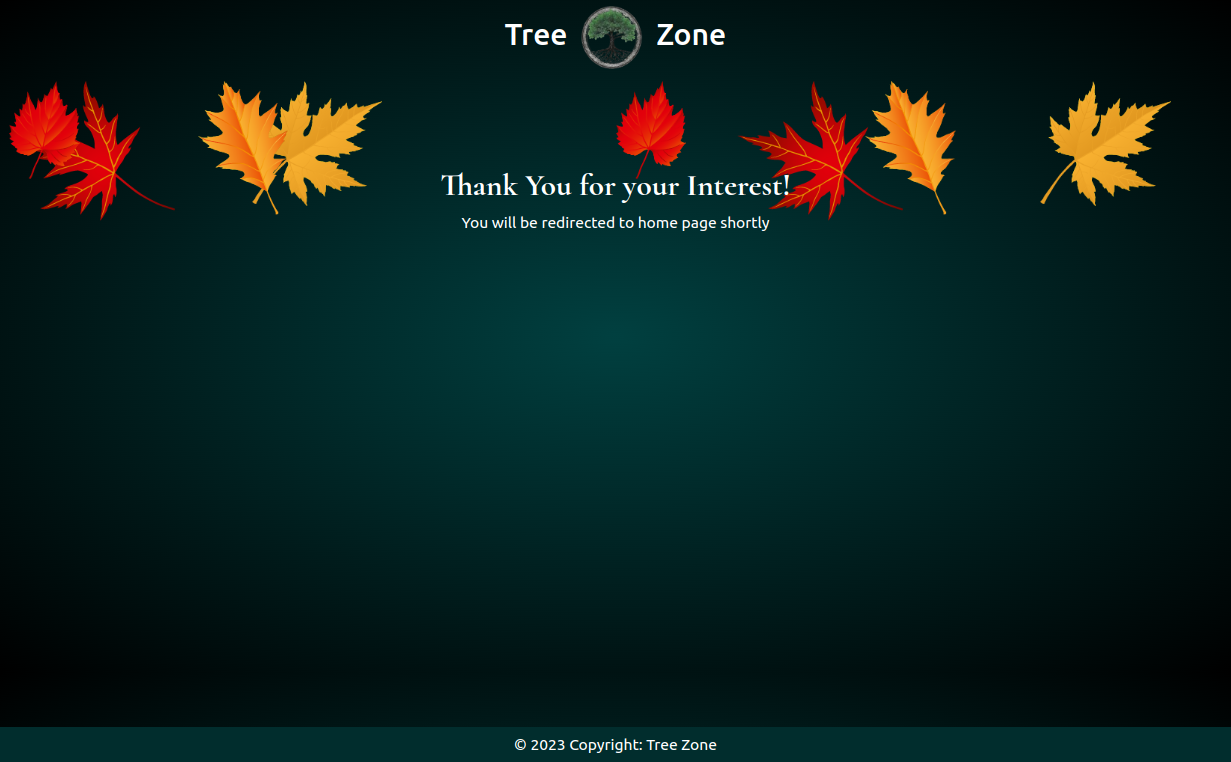 Tree Zone
Thank You for your Interest!
You will be redirected to home page shortly
© 2023 Copyright: Tree Zone